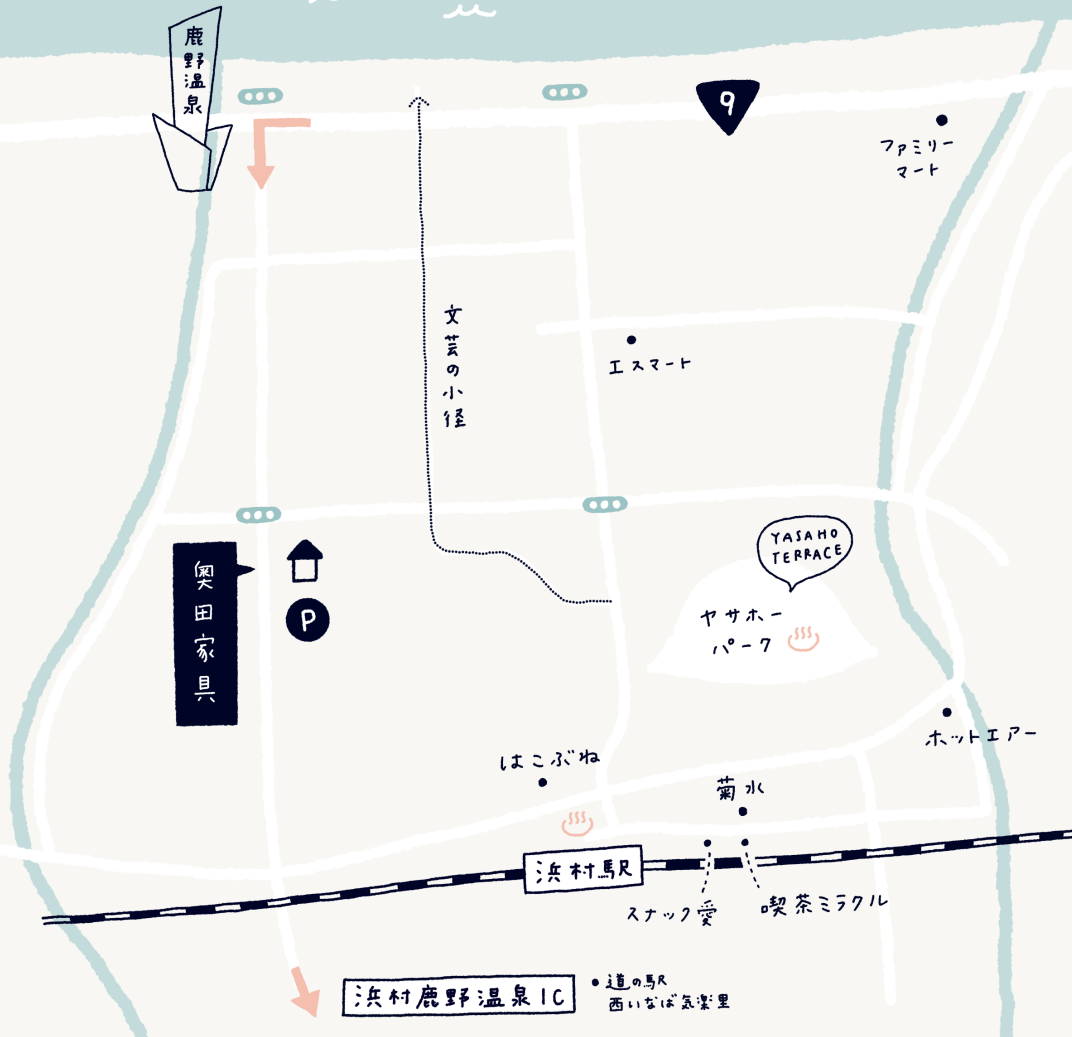 鹿野温泉
9
ファミリー
マート
文芸の小径
エスマート
YASAHO
TERRACE
ヤサホー
パーク
奥田家具
P
ホットエアー
はこぶね
菊水
浜村駅
スナック愛
喫茶ミラクル
浜村鹿野温泉IC
道の駅
西いなば気楽里